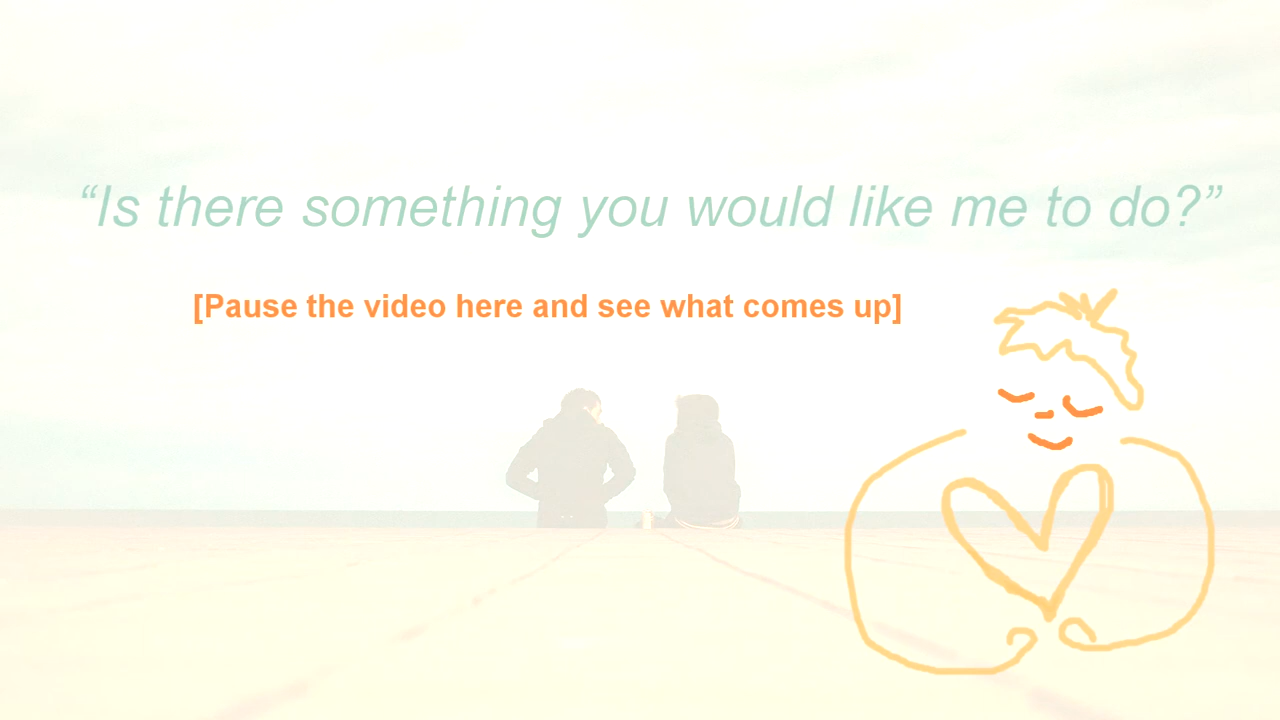 “Is there something you would like me to do?”
[Pause the video here and see what comes up]